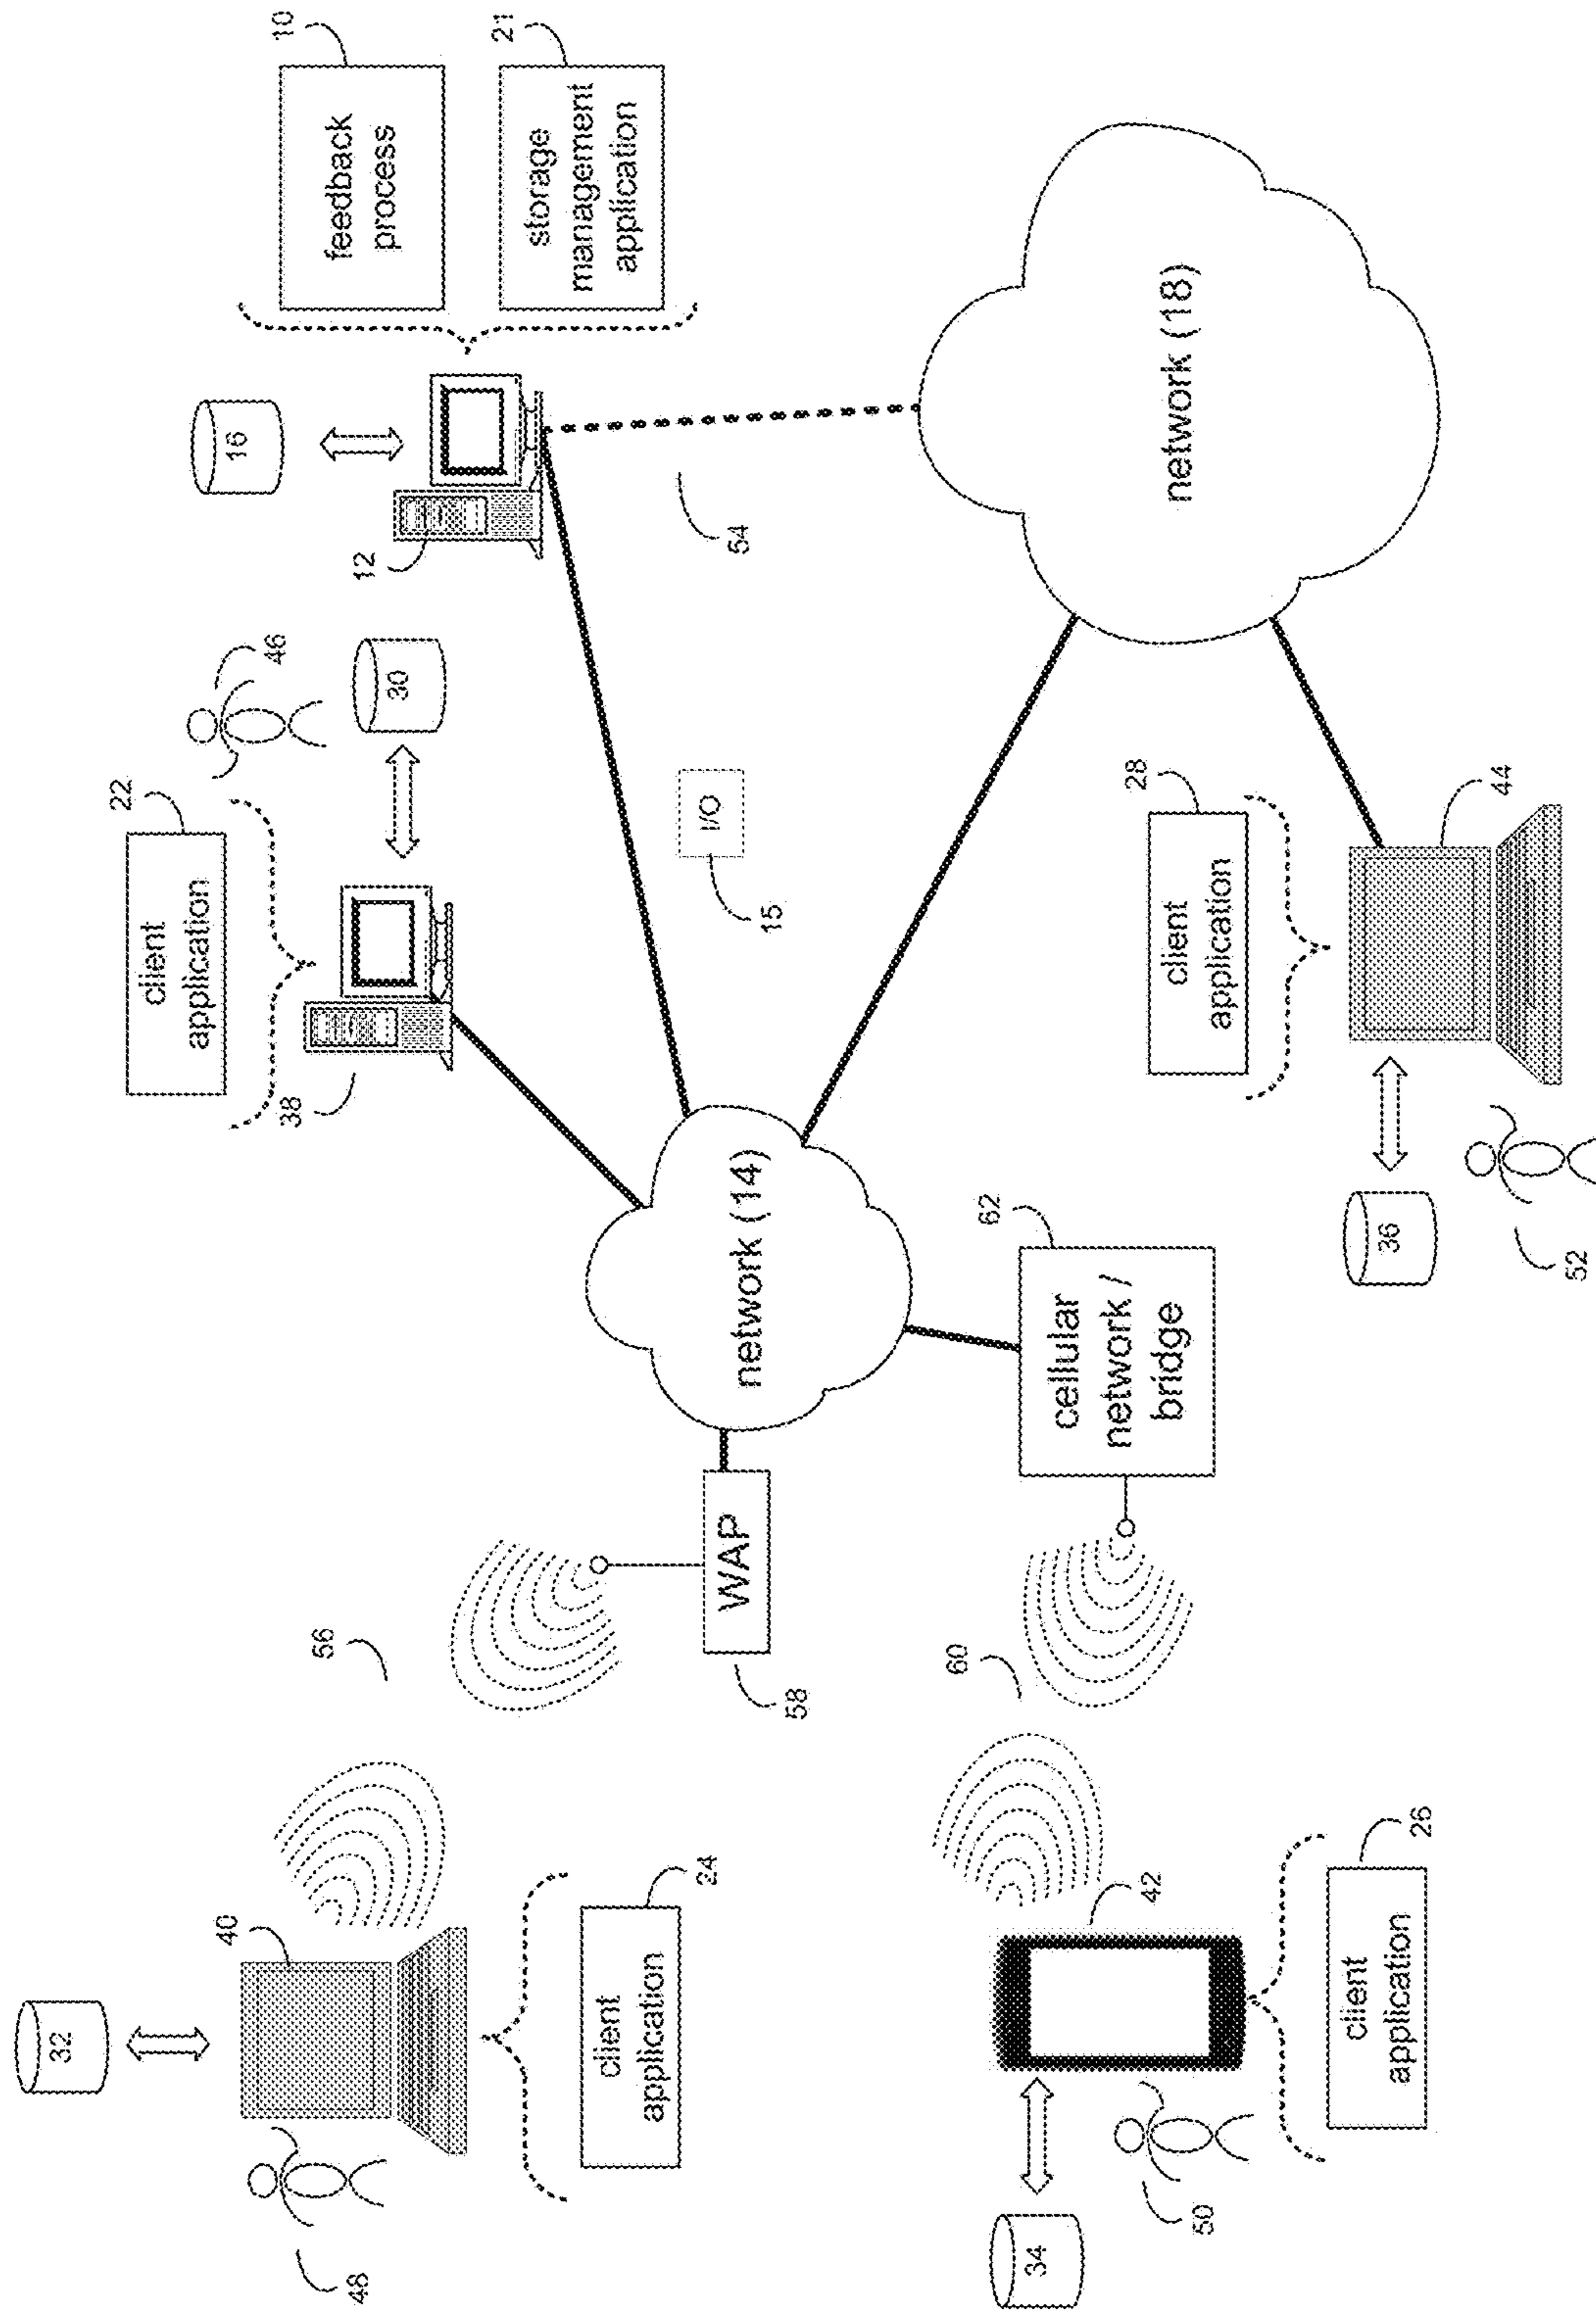 32
22
client
application
40
16
46
10
38
56
feedback
process
48
12
30
21
storage
management
application
client
application
24
I/O
WAP
54
network (14)
15
58
60
62
34
cellular
network /
bridge
28
42
client
application
network (18)
50
client
application
36
26
44
52